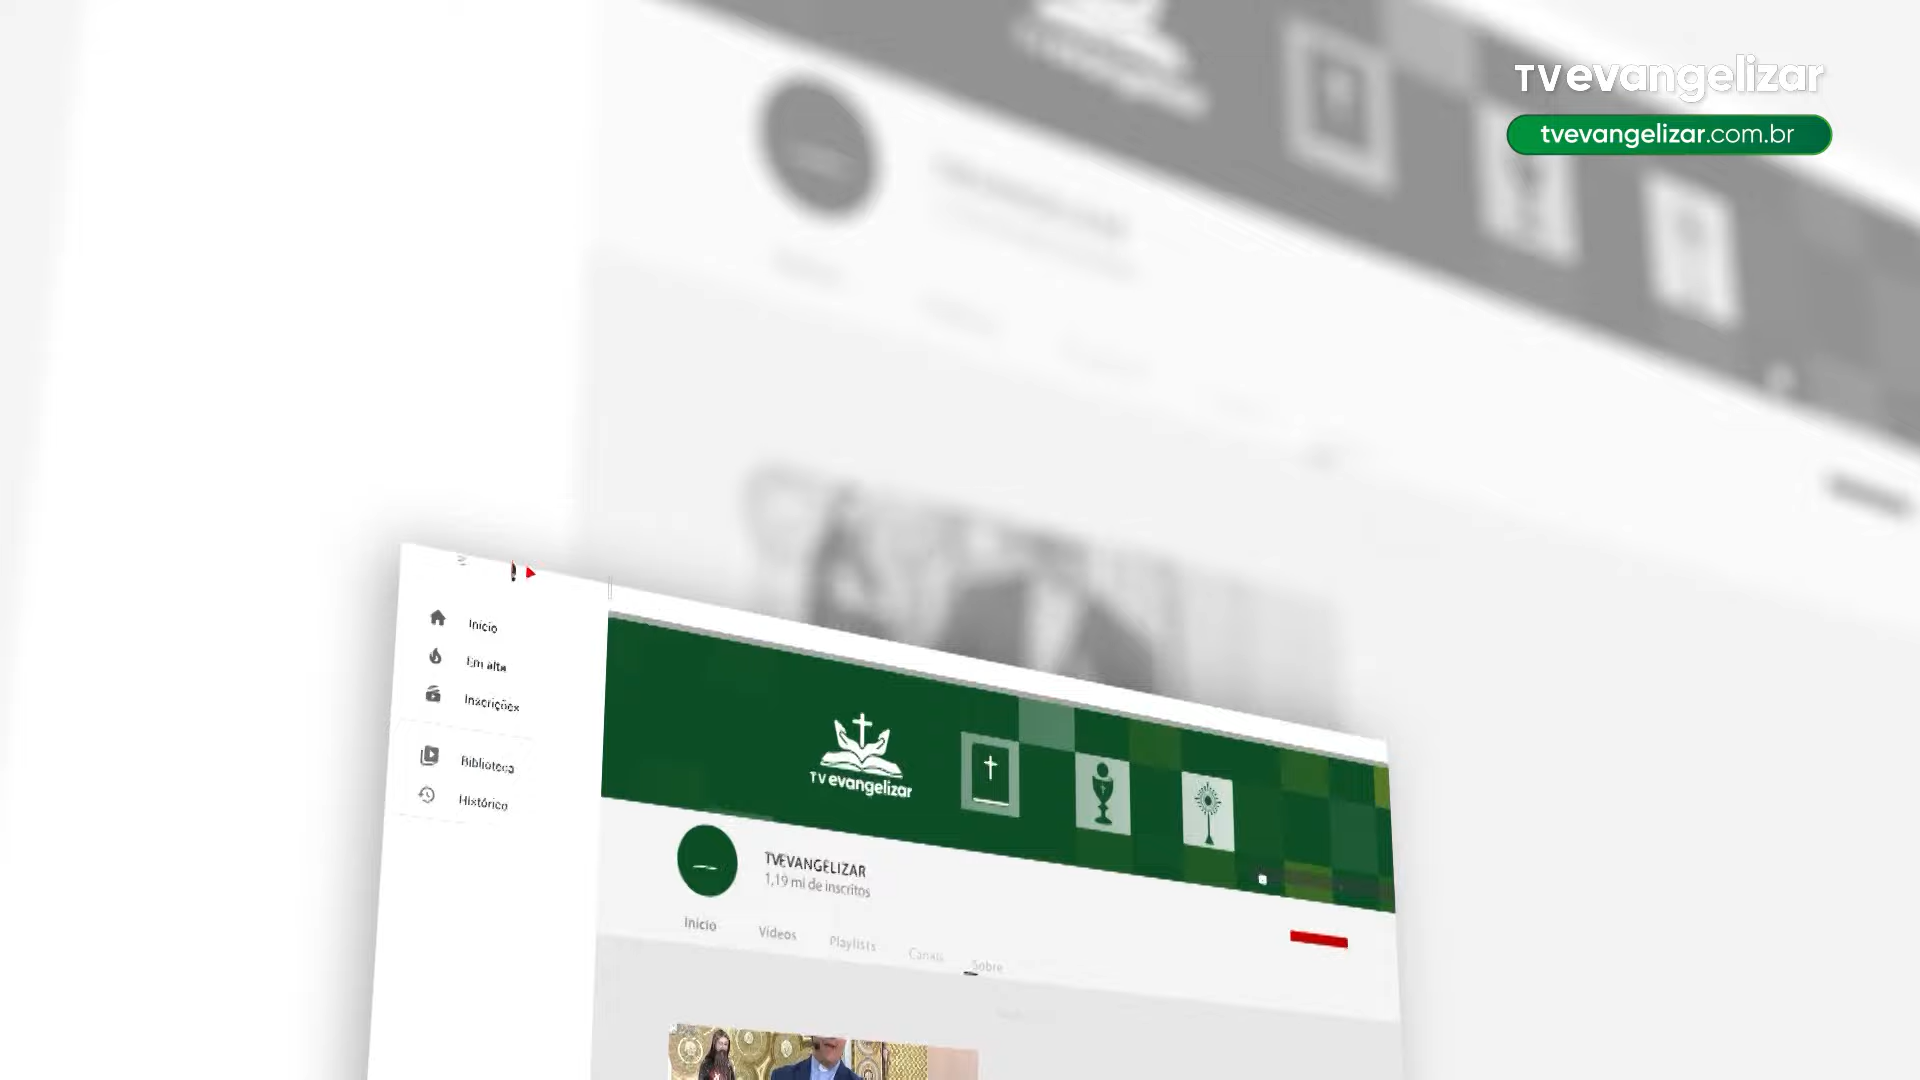 TVevangelizar
tvevangelizar.com.br
Início
Em alta
Inscrições
Biblioteca
Histórico
TV evangelizar
TVEVANGELIZAR
1,19 mi de inscritos
Início
Vídeos
Playlists
Canais
Sobre